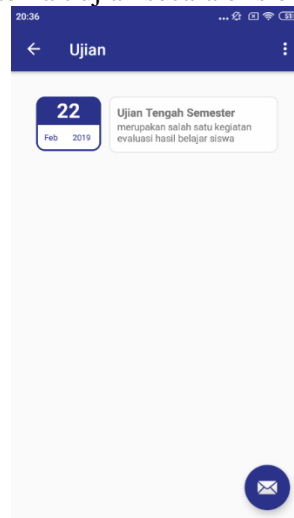 20:36
Ujian
22
Feb 2019
Ujian Tengah Semester
merupakan salah satu kegiatan
evaluasi hasil belajar siswa